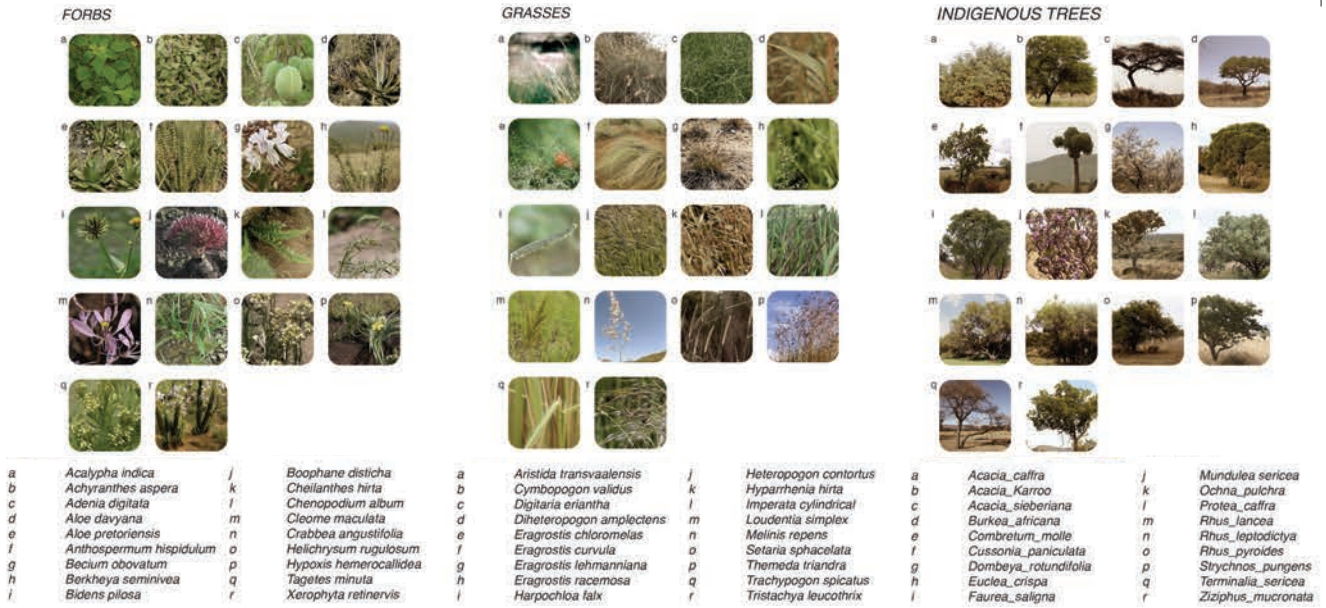 FORBS
a b c d
e f g h
i j k l
m n o p
q r
GRASSES
a b c d
e f g h
i j k l
m n o p
q r
INDIGENOUS TREES
a b c d
e f g h
i j k l
m n o p
q r
a Acalypha indica
b Achyranthes aspera
c Adenia digitata
d Aloe davyana
e Aloe pretoriensis
f Anthospermum hispidulum
g Becium obovatum
h Berkheya seminivea
i Bidens pilosa
j Boophane disticha
k Cheilanthes hirta
l Chenopodium album
m Cleome maculata
n Crabbea angustifolia
o Helichrysum rugulosum
p Hypoxis hemerocallidea
q Tagetes minuta
r Xerophyta retinervis
a Aristida transvaalensis
b Cymbopogon validus
c Digitaria eriantha
d Diheteropogon amplectens
e Eragrostis chloromelas
f Eragrostis curvula
g Eragrostis lehmanniana
h Eragrostis racemosa
i Harpochloa falx
j Heteropogon contortus
k Hyparrhenia hirta
l Imperata cylindrical
m Loudentia simplex
n Melinis repens
o Setaria sphacelata
p Themeda triandra
q Trachypogon spicatus
r Tristachya leucothrix
a Acacia_caffra
b Acacia_Karroo
c Acacia_sieberiana
d Burkea_africana
e Combretum_molle
f Cussonia_paniculata
g Dombeya_rotundifolia
h Euclea_crispa
i Faurea_saligna
j Mundulea sericea
k Ochna_pulchra
l Protea_caffra
m Rhus_lancea
n Rhus_leptodictya
o Rhus_pyroides
p Strychnos_pungens
q Terminalia_sericea
r Ziziphus_mucronata